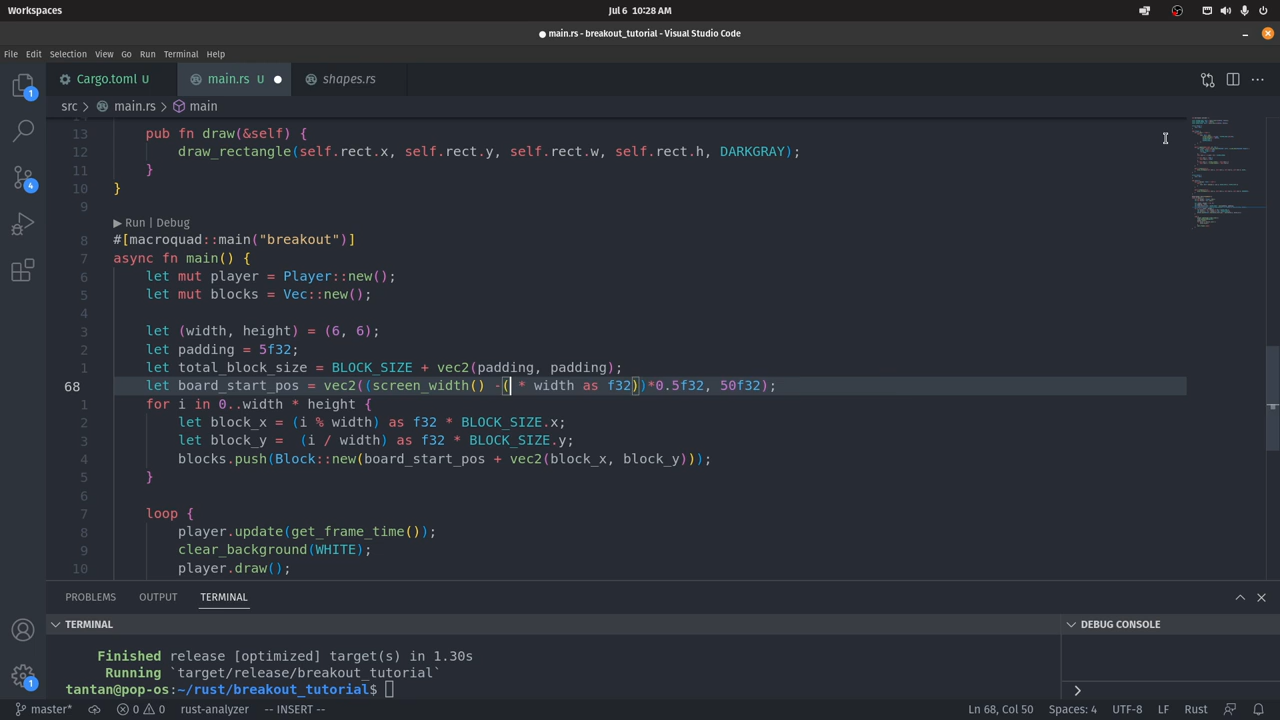 Workspaces
Jul 6 10:28 AM
● main.rs - breakout_tutorial - Visual Studio Code
File Edit Selection View Go Run Terminal Help
Cargo.toml U main.rs U ● shapes.rs
src > main.rs > main
13 pub fn draw(&self) {
12 draw_rectangle(self.rect.x, self.rect.y, self.rect.w, self.rect.h, DARKGRAY);
11 }
10 }
9
▶ Run | Debug
8 #[macroquad::main("breakout")]
7 async fn main() {
6 let mut player = Player::new();
5 let mut blocks = Vec::new();
4
3 let (width, height) = (6, 6);
2 let padding = 5f32;
1 let total_block_size = BLOCK_SIZE + vec2(padding, padding);
68 let board_start_pos = vec2((screen_width() -( * width as f32))*0.5f32, 50f32);
1 for i in 0..width * height {
2 let block_x = (i % width) as f32 * BLOCK_SIZE.x;
3 let block_y =  (i / width) as f32 * BLOCK_SIZE.y;
4 blocks.push(Block::new(board_start_pos + vec2(block_x, block_y)));
5 }
6
7 loop {
8 player.update(get_frame_time());
9 clear_background(WHITE);
10 player.draw();
PROBLEMS OUTPUT TERMINAL
TERMINAL DEBUG CONSOLE
Finished release [optimized] target(s) in 1.30s
Running `target/release/breakout_tutorial`
tantan@pop-os:~/rust/breakout_tutorial$
>
1
4
1
master* 0 0 rust-analyzer -- INSERT -- Ln 68, Col 50 Spaces: 4 UTF-8 LF Rust